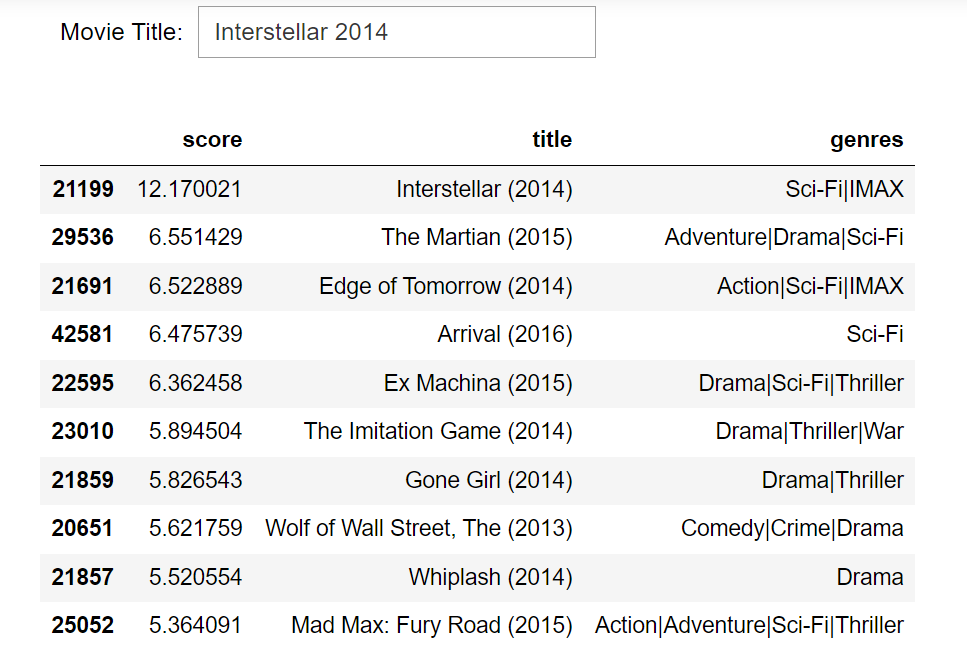 Movie Title: Interstellar 2014
score title genres
21199 12.170021 Interstellar (2014) Sci-Fi|IMAX
29536 6.551429 The Martian (2015) Adventure|Drama|Sci-Fi
21691 6.522889 Edge of Tomorrow (2014) Action|Sci-Fi|IMAX
42581 6.475739 Arrival (2016) Sci-Fi
22595 6.362458 Ex Machina (2015) Drama|Sci-Fi|Thriller
23010 5.894504 The Imitation Game (2014) Drama|Thriller|War
21859 5.826543 Gone Girl (2014) Drama|Thriller
20651 5.621759 Wolf of Wall Street, The (2013) Comedy|Crime|Drama
21857 5.520554 Whiplash (2014) Drama
25052 5.364091 Mad Max: Fury Road (2015) Action|Adventure|Sci-Fi|Thriller